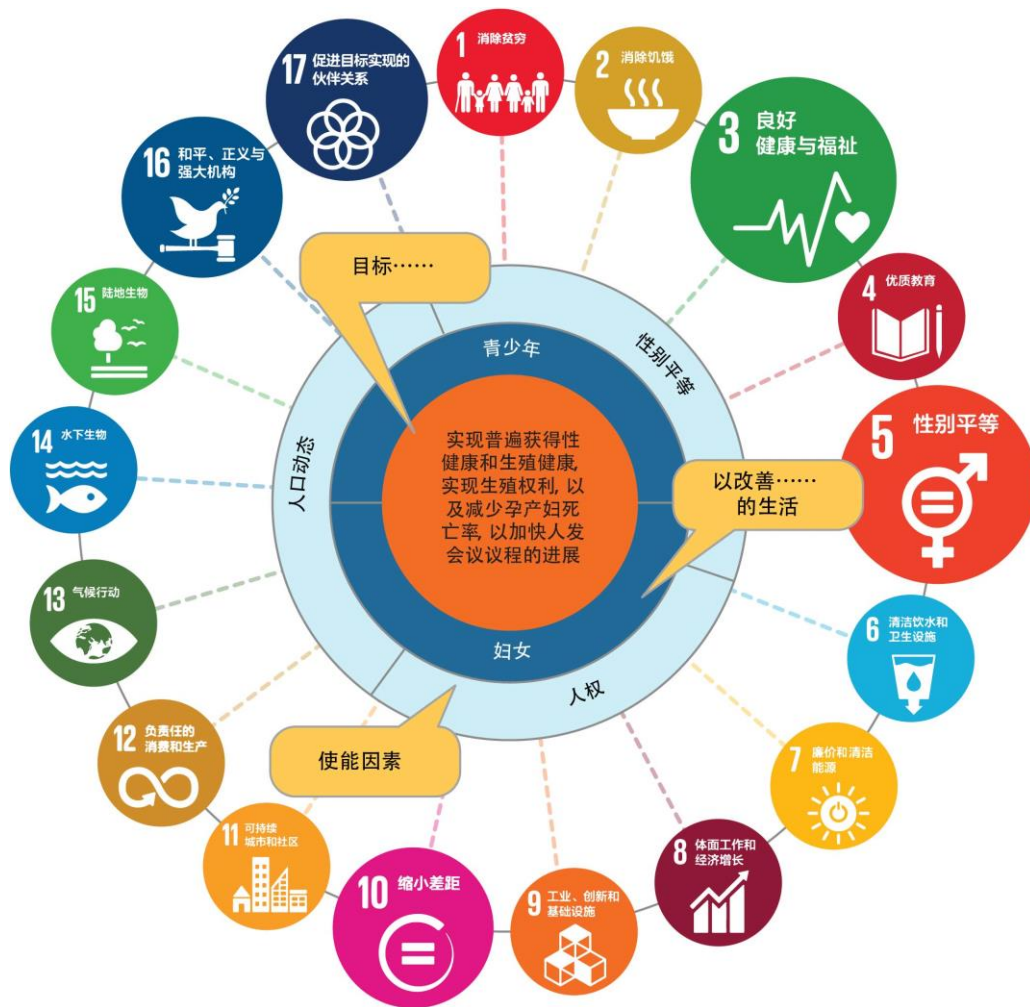 1 消除贫穷
2 消除饥饿
3 良好
健康与福祉
4 优质教育
5 性别平等
6 清洁饮水和
卫生设施
7 廉价和清洁
能源
8 体面工作和
经济增长
9 工业、创新和
基础设施
10 缩小差距
11 可持续
城市和社区
12 负责任的
消费和生产
13 气候行动
14 水下生物
15 陆地生物
16 和平、正义与
强大机构
17 促进目标实现的
伙伴关系
目标……
青少年
性别平等
人口动态
实现普遍获得性
健康和生殖健康,
实现生殖权利, 以
及减少孕产妇死
亡率, 以加快人发
会议议程的进展
以改善……
的生活
妇女
人权
使能因素